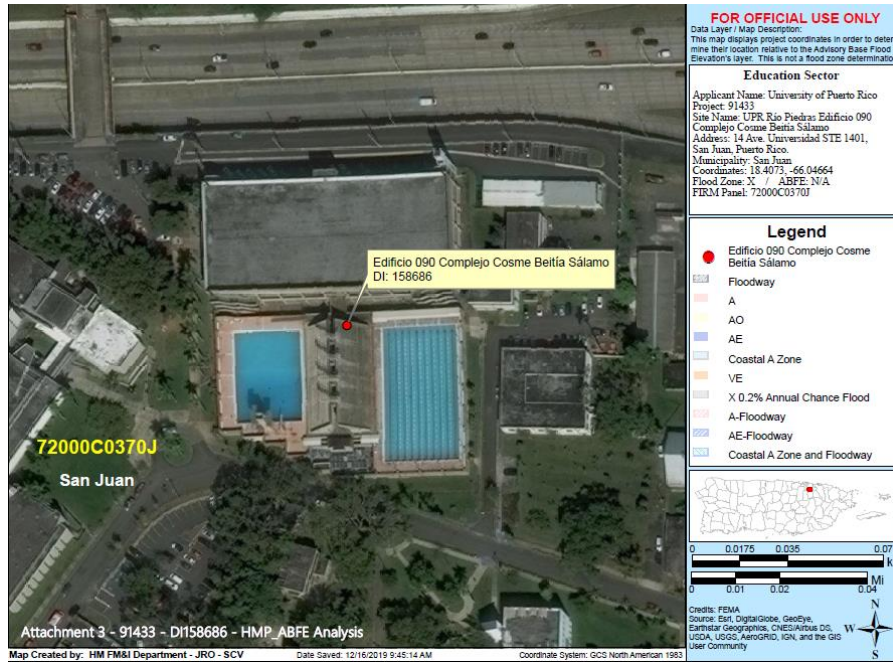 FOR OFFICIAL USE ONLY
Data Layer / Map Description:
This map displays project coordinates in order to deter-
mine their location relative to the Advisory Base Flood
Elevation's layer. This is not a flood zone determination
Education Sector
Applicant Name: University of Puerto Rico
Project: 91433
Site Name: UPR Rio Piedras Edificio 090
Complejo Cosme Beitia Sálamo
Address: 14 Ave. Universidad STE 1401,
San Juan, Puerto Rico.
Municipality: San Juan
Coordinates: 18.4073, -66.04664
Flood Zone: X / ABFE: N/A
FIRM Panel: 72000C0370J
Legend
Edificio 090 Complejo Cosme
Beitía Sálamo
Floodway
A
AO
AE
Coastal A Zone
VE
X 0.2% Annual Chance Flood
A-Floodway
AE-Floodway
Coastal A Zone and Floodway
Edificio 090 Complejo Cosme Beitía Sálamo
DI: 158686
72000C0370J
San Juan
0 0.0175 0.035 0.07
0 0.01 0.02 0.04
Mi
Credits: FEMA
Source: Esri, DigitalGlobe, GeoEye,
Earthstar Geographics, CNES/Airbus DS,
USDA, USGS, AeroGRID, IGN, and the GIS
User Community
N
W E
S
Attachment 3 - 91433 - DI158686 - HMP_ABFE Analysis
Map Created by: HM FM&I Department - JRO - SCV Date Saved: 12/16/2019 9:45:14 AM Coordinate System: GCS North American 1983